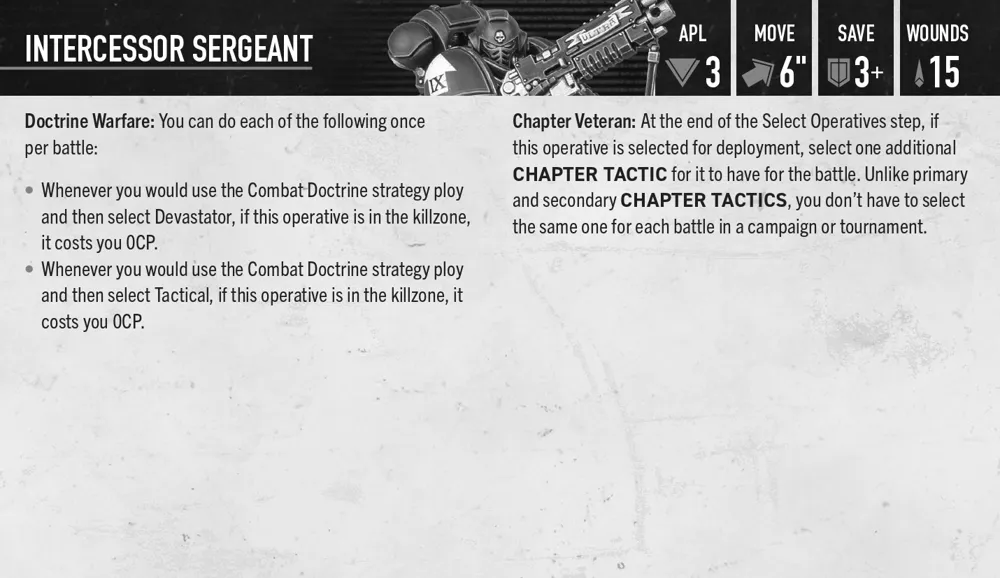 INTERCESSOR SERGEANT
APL
3
MOVE
6"
SAVE
3+
WOUNDS
15
IX
Doctrine Warfare: You can do each of the following once
per battle:
• Whenever you would use the Combat Doctrine strategy ploy
and then select Devastator, if this operative is in the killzone,
it costs you 0CP.
• Whenever you would use the Combat Doctrine strategy ploy
and then select Tactical, if this operative is in the killzone, it
costs you 0CP.
Chapter Veteran: At the end of the Select Operatives step, if
this operative is selected for deployment, select one additional
CHAPTER TACTIC for it to have for the battle. Unlike primary
and secondary CHAPTER TACTICS, you don't have to select
the same one for each battle in a campaign or tournament.